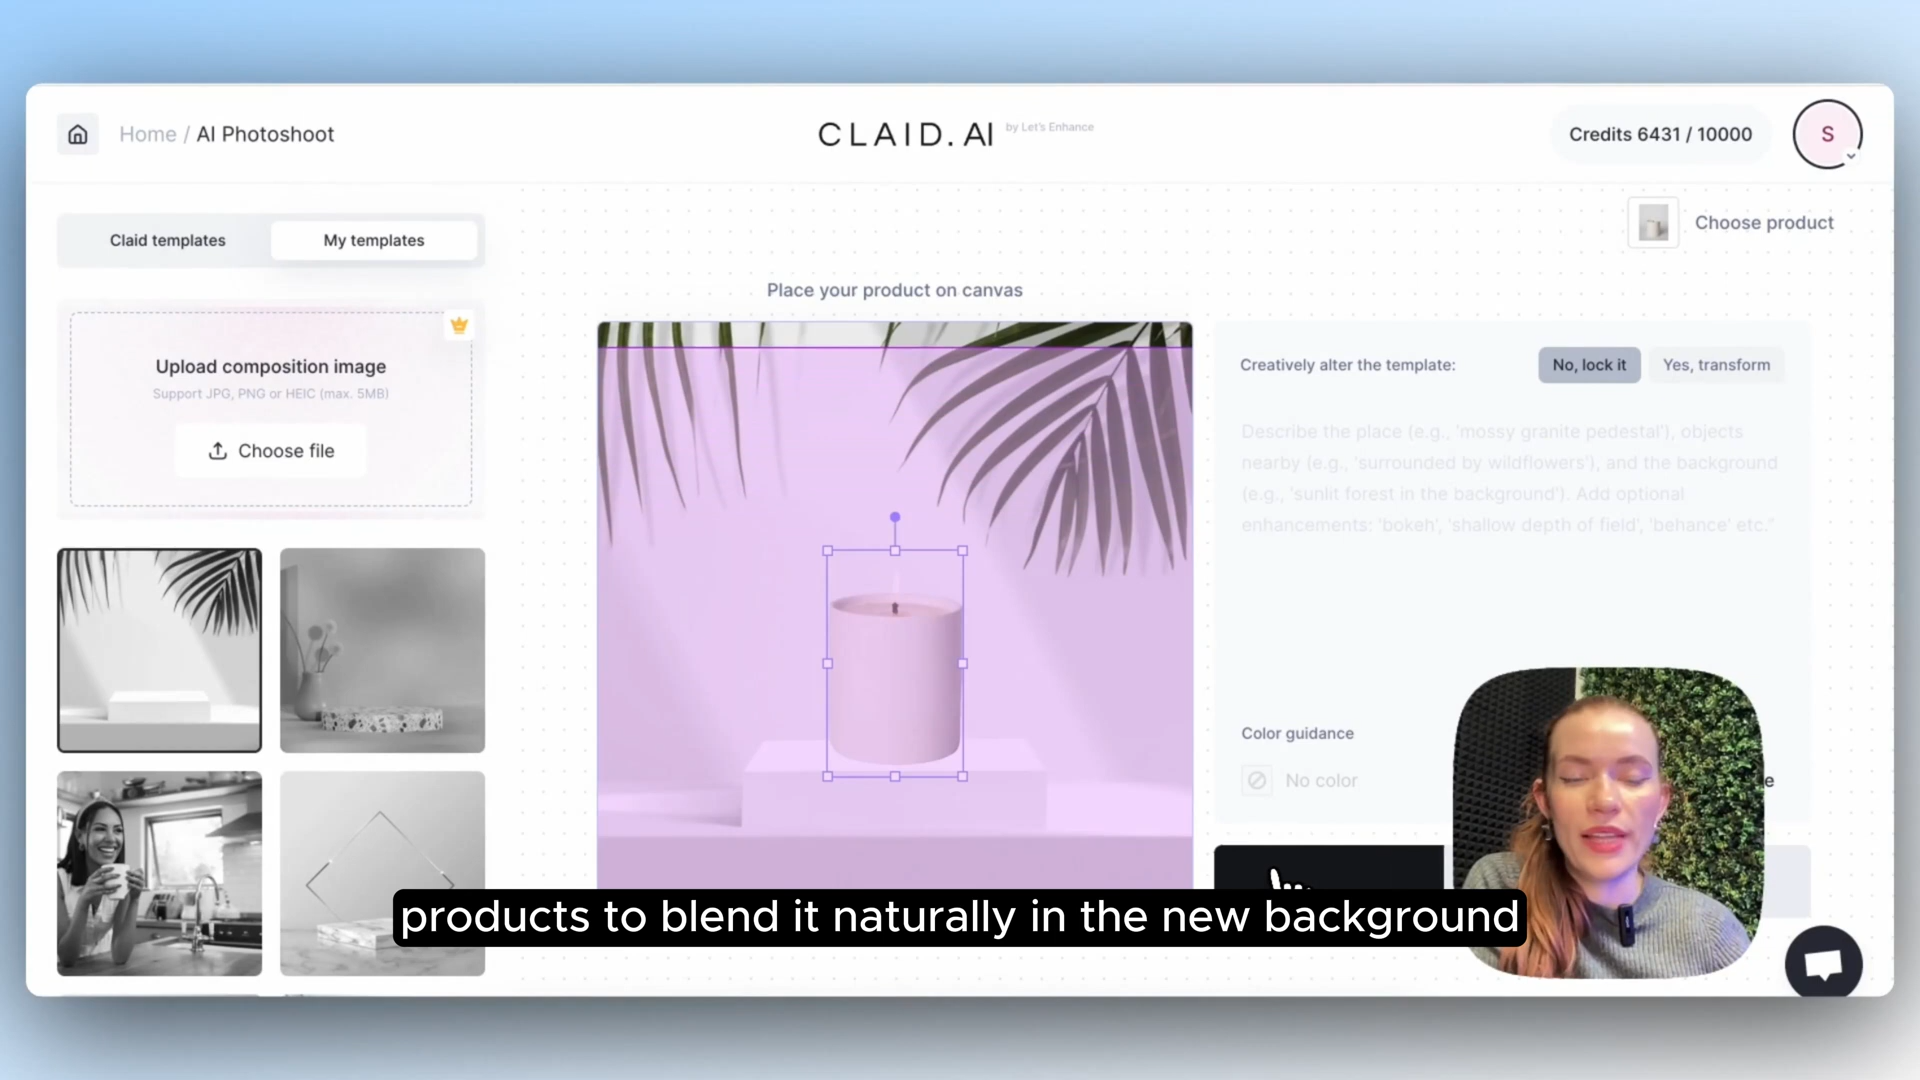 Home / AI Photoshoot
CLAID.AI by Let's Enhance
Credits 6431 / 10000
S
Claid templates
My templates
Choose product
Place your product on canvas
Upload composition image
Support JPG, PNG or HEIC (max. 5MB)
Choose file
Creatively alter the template:
No, lock it
Yes, transform
Describe the place (e.g., 'mossy granite pedestal'), objects
nearby (e.g., 'surrounded by wildflowers'), and the background
(e.g., 'sunlit forest in the background'). Add optional
enhancements: 'bokeh', 'shallow depth of field', 'behance' etc."
Color guidance
No color
e
products to blend it naturally in the new background